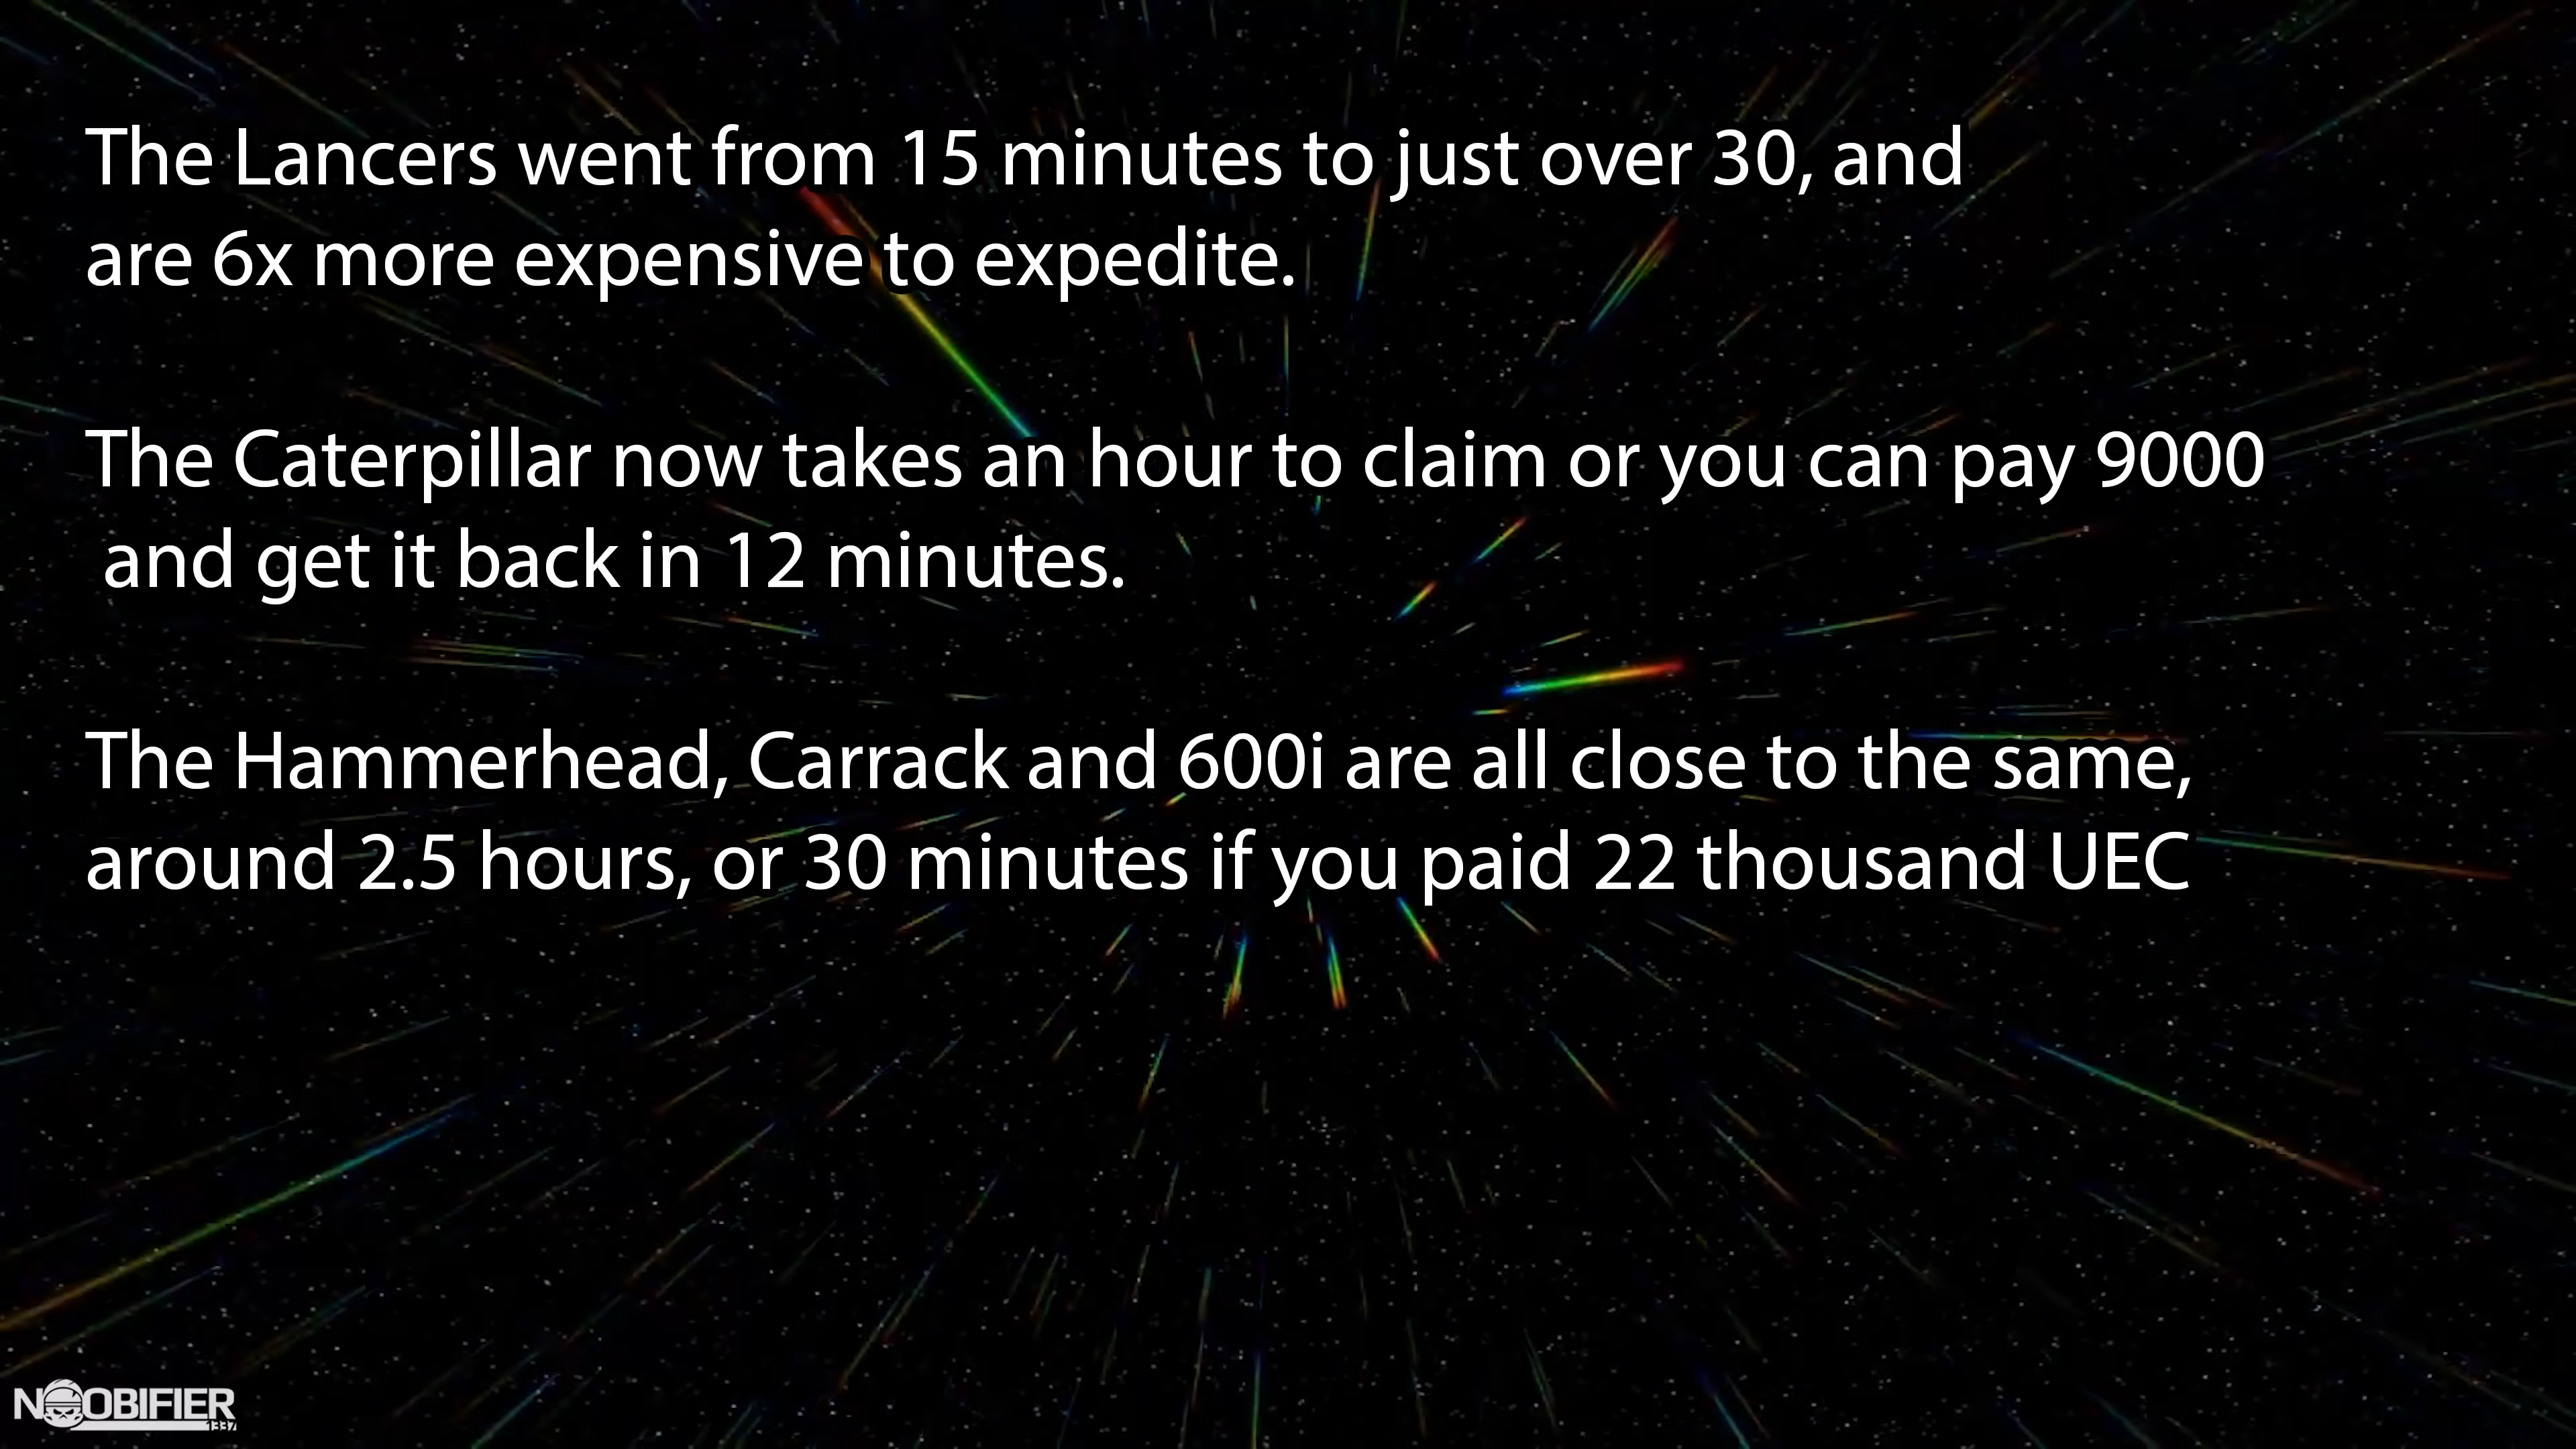 The Lancers went from 15 minutes to just over 30, and
are 6x more expensive to expedite.
The Caterpillar now takes an hour to claim or you can pay 9000
and get it back in 12 minutes.
The Hammerhead, Carrack and 600i are all close to the same,
around 2.5 hours, or 30 minutes if you paid 22 thousand UEC
NOOBIFIER
1337